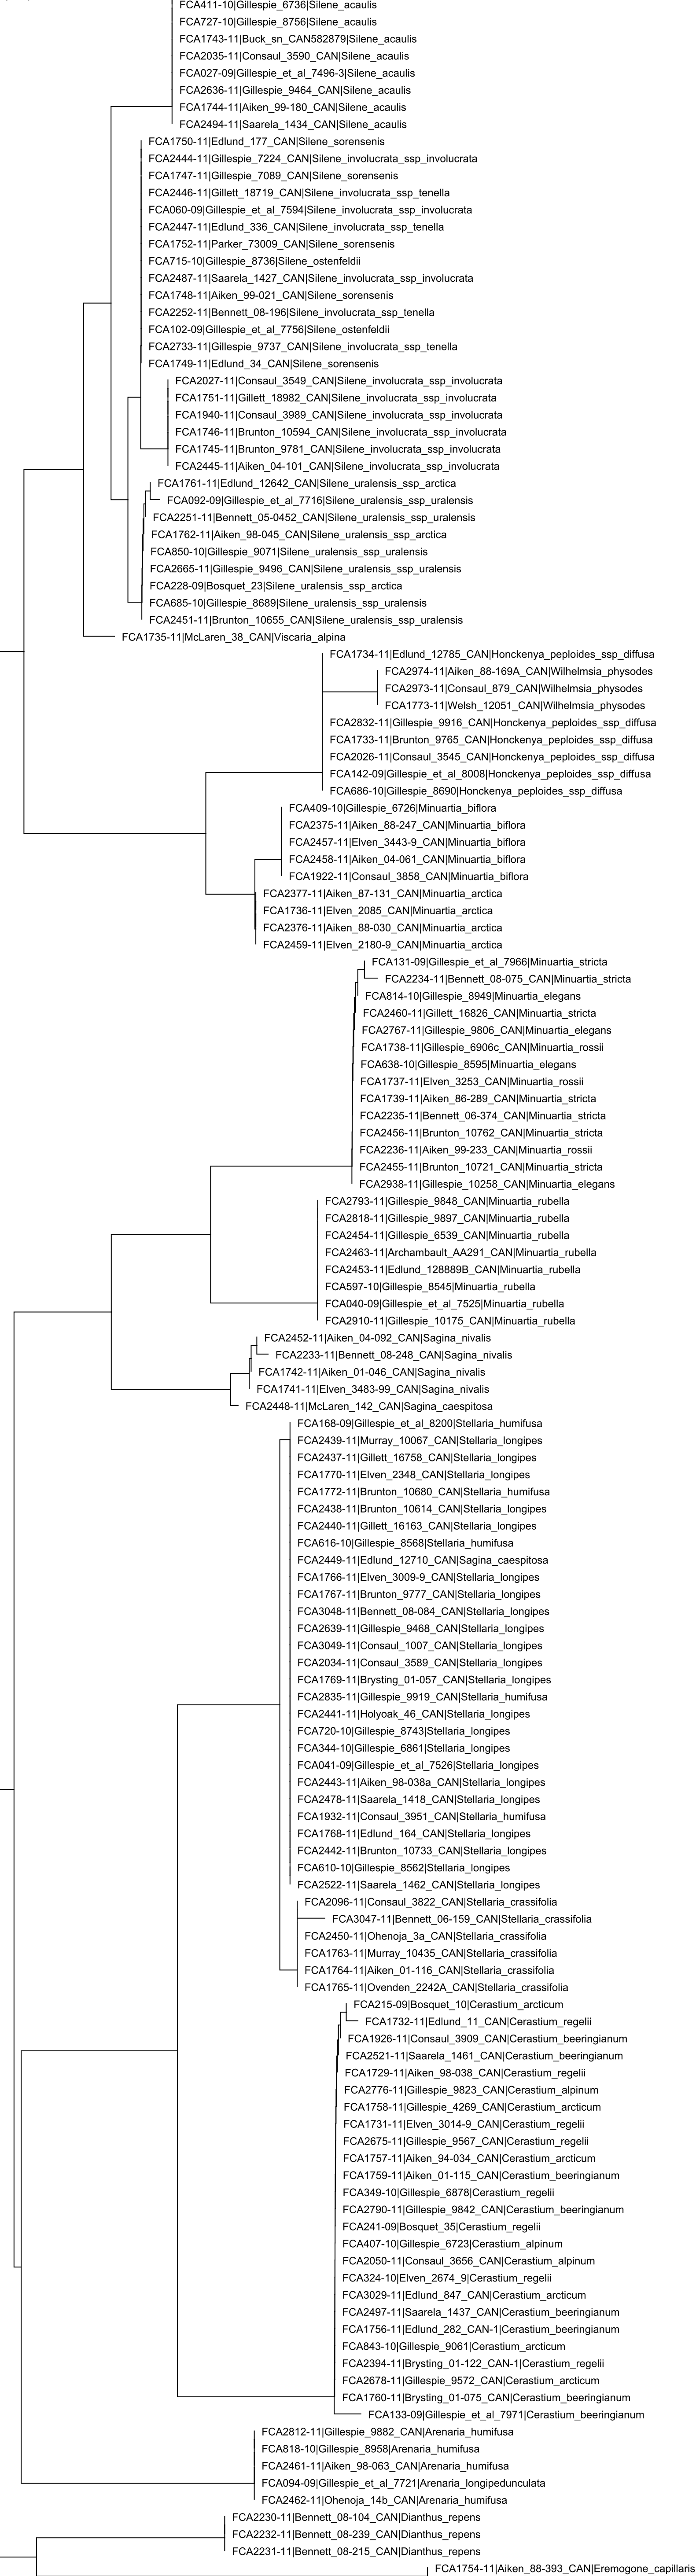 FCA411-10|Gillespie_6736|Silene_acaulis
FCA727-10|Gillespie_8756|Silene_acaulis
FCA1743-11|Buck_sn_CAN582879|Silene_acaulis
FCA2035-11|Consaul_3590_CAN|Silene_acaulis
FCA027-09|Gillespie_et_al_7496-3|Silene_acaulis
FCA2636-11|Gillespie_9464_CAN|Silene_acaulis
FCA1744-11|Aiken_99-180_CAN|Silene_acaulis
FCA2494-11|Saarela_1434_CAN|Silene_acaulis
FCA1750-11|Edlund_177_CAN|Silene_sorensenis
FCA2444-11|Gillespie_7224_CAN|Silene_involucrata_ssp_involucrata
FCA1747-11|Gillespie_7089_CAN|Silene_sorensenis
FCA2446-11|Gillett_18719_CAN|Silene_involucrata_ssp_tenella
FCA060-09|Gillespie_et_al_7594|Silene_involucrata_ssp_involucrata
FCA2447-11|Edlund_336_CAN|Silene_involucrata_ssp_tenella
FCA1752-11|Parker_73009_CAN|Silene_sorensenis
FCA715-10|Gillespie_8736|Silene_ostenfeldii
FCA2487-11|Saarela_1427_CAN|Silene_involucrata_ssp_involucrata
FCA1748-11|Aiken_99-021_CAN|Silene_sorensenis
FCA2252-11|Bennett_08-196_CAN|Silene_involucrata_ssp_tenella
FCA102-09|Gillespie_et_al_7756|Silene_ostenfeldii
FCA2733-11|Gillespie_9737_CAN|Silene_involucrata_ssp_tenella
FCA1749-11|Edlund_34_CAN|Silene_sorensenis
FCA2027-11|Consaul_3549_CAN|Silene_involucrata_ssp_involucrata
FCA1751-11|Gillett_18982_CAN|Silene_involucrata_ssp_involucrata
FCA1940-11|Consaul_3989_CAN|Silene_involucrata_ssp_involucrata
FCA1746-11|Brunton_10594_CAN|Silene_involucrata_ssp_involucrata
FCA1745-11|Brunton_9781_CAN|Silene_involucrata_ssp_involucrata
FCA2445-11|Aiken_04-101_CAN|Silene_involucrata_ssp_involucrata
FCA1761-11|Edlund_12642_CAN|Silene_uralensis_ssp_arctica
FCA092-09|Gillespie_et_al_7716|Silene_uralensis_ssp_uralensis
FCA2251-11|Bennett_05-0452_CAN|Silene_uralensis_ssp_uralensis
FCA1762-11|Aiken_98-045_CAN|Silene_uralensis_ssp_arctica
FCA850-10|Gillespie_9071|Silene_uralensis_ssp_uralensis
FCA2665-11|Gillespie_9496_CAN|Silene_uralensis_ssp_uralensis
FCA228-09|Bosquet_23|Silene_uralensis_ssp_arctica
FCA685-10|Gillespie_8689|Silene_uralensis_ssp_uralensis
FCA2451-11|Brunton_10655_CAN|Silene_uralensis_ssp_uralensis
FCA1735-11|McLaren_38_CAN|Viscaria_alpina
FCA1734-11|Edlund_12785_CAN|Honckenya_peploides_ssp_diffusa
FCA2974-11|Aiken_88-169A_CAN|Wilhelmsia_physodes
FCA2973-11|Consaul_879_CAN|Wilhelmsia_physodes
FCA1773-11|Welsh_12051_CAN|Wilhelmsia_physodes
FCA2832-11|Gillespie_9916_CAN|Honckenya_peploides_ssp_diffusa
FCA1733-11|Brunton_9765_CAN|Honckenya_peploides_ssp_diffusa
FCA2026-11|Consaul_3545_CAN|Honckenya_peploides_ssp_diffusa
FCA142-09|Gillespie_et_al_8008|Honckenya_peploides_ssp_diffusa
FCA686-10|Gillespie_8690|Honckenya_peploides_ssp_diffusa
FCA409-10|Gillespie_6726|Minuartia_biflora
FCA2375-11|Aiken_88-247_CAN|Minuartia_biflora
FCA2457-11|Elven_3443-9_CAN|Minuartia_biflora
FCA2458-11|Aiken_04-061_CAN|Minuartia_biflora
FCA1922-11|Consaul_3858_CAN|Minuartia_biflora
FCA2377-11|Aiken_87-131_CAN|Minuartia_arctica
FCA1736-11|Elven_2085_CAN|Minuartia_arctica
FCA2376-11|Aiken_88-030_CAN|Minuartia_arctica
FCA2459-11|Elven_2180-9_CAN|Minuartia_arctica
FCA131-09|Gillespie_et_al_7966|Minuartia_stricta
FCA2234-11|Bennett_08-075_CAN|Minuartia_stricta
FCA814-10|Gillespie_8949|Minuartia_elegans
FCA2460-11|Gillett_16826_CAN|Minuartia_stricta
FCA2767-11|Gillespie_9806_CAN|Minuartia_elegans
FCA1738-11|Gillespie_6906c_CAN|Minuartia_rossii
FCA638-10|Gillespie_8595|Minuartia_elegans
FCA1737-11|Elven_3253_CAN|Minuartia_rossii
FCA1739-11|Aiken_86-289_CAN|Minuartia_stricta
FCA2235-11|Bennett_06-374_CAN|Minuartia_stricta
FCA2456-11|Brunton_10762_CAN|Minuartia_stricta
FCA2236-11|Aiken_99-233_CAN|Minuartia_rossii
FCA2455-11|Brunton_10721_CAN|Minuartia_stricta
FCA2938-11|Gillespie_10258_CAN|Minuartia_elegans
FCA2793-11|Gillespie_9848_CAN|Minuartia_rubella
FCA2818-11|Gillespie_9897_CAN|Minuartia_rubella
FCA2454-11|Gillespie_6539_CAN|Minuartia_rubella
FCA2463-11|Archambault_AA291_CAN|Minuartia_rubella
FCA2453-11|Edlund_128889B_CAN|Minuartia_rubella
FCA597-10|Gillespie_8545|Minuartia_rubella
FCA040-09|Gillespie_et_al_7525|Minuartia_rubella
FCA2910-11|Gillespie_10175_CAN|Minuartia_rubella
FCA2452-11|Aiken_04-092_CAN|Sagina_nivalis
FCA2233-11|Bennett_08-248_CAN|Sagina_nivalis
FCA1742-11|Aiken_01-046_CAN|Sagina_nivalis
FCA1741-11|Elven_3483-99_CAN|Sagina_nivalis
FCA2448-11|McLaren_142_CAN|Sagina_caespitosa
FCA168-09|Gillespie_et_al_8200|Stellaria_humifusa
FCA2439-11|Murray_10067_CAN|Stellaria_longipes
FCA2437-11|Gillett_16758_CAN|Stellaria_longipes
FCA1770-11|Elven_2348_CAN|Stellaria_longipes
FCA1772-11|Brunton_10680_CAN|Stellaria_humifusa
FCA2438-11|Brunton_10614_CAN|Stellaria_longipes
FCA2440-11|Gillett_16163_CAN|Stellaria_longipes
FCA616-10|Gillespie_8568|Stellaria_humifusa
FCA2449-11|Edlund_12710_CAN|Sagina_caespitosa
FCA1766-11|Elven_3009-9_CAN|Stellaria_longipes
FCA1767-11|Brunton_9777_CAN|Stellaria_longipes
FCA3048-11|Bennett_08-084_CAN|Stellaria_longipes
FCA2639-11|Gillespie_9468_CAN|Stellaria_longipes
FCA3049-11|Consaul_1007_CAN|Stellaria_longipes
FCA2034-11|Consaul_3589_CAN|Stellaria_longipes
FCA1769-11|Brysting_01-057_CAN|Stellaria_longipes
FCA2835-11|Gillespie_9919_CAN|Stellaria_humifusa
FCA2441-11|Holyoak_46_CAN|Stellaria_longipes
FCA720-10|Gillespie_8743|Stellaria_longipes
FCA344-10|Gillespie_6861|Stellaria_longipes
FCA041-09|Gillespie_et_al_7526|Stellaria_longipes
FCA2443-11|Aiken_98-038a_CAN|Stellaria_longipes
FCA2478-11|Saarela_1418_CAN|Stellaria_longipes
FCA1932-11|Consaul_3951_CAN|Stellaria_humifusa
FCA1768-11|Edlund_164_CAN|Stellaria_longipes
FCA2442-11|Brunton_10733_CAN|Stellaria_longipes
FCA610-10|Gillespie_8562|Stellaria_longipes
FCA2522-11|Saarela_1462_CAN|Stellaria_longipes
FCA2096-11|Consaul_3822_CAN|Stellaria_crassifolia
FCA3047-11|Bennett_06-159_CAN|Stellaria_crassifolia
FCA2450-11|Ohenoja_3a_CAN|Stellaria_crassifolia
FCA1763-11|Murray_10435_CAN|Stellaria_crassifolia
FCA1764-11|Aiken_01-116_CAN|Stellaria_crassifolia
FCA1765-11|Ovenden_2242A_CAN|Stellaria_crassifolia
FCA215-09|Bosquet_10|Cerastium_arcticum
FCA1732-11|Edlund_11_CAN|Cerastium_regelii
FCA1926-11|Consaul_3909_CAN|Cerastium_beeringianum
FCA2521-11|Saarela_1461_CAN|Cerastium_beeringianum
FCA1729-11|Aiken_98-038_CAN|Cerastium_regelii
FCA2776-11|Gillespie_9823_CAN|Cerastium_alpinum
FCA1758-11|Gillespie_4269_CAN|Cerastium_arcticum
FCA1731-11|Elven_3014-9_CAN|Cerastium_regelii
FCA2675-11|Gillespie_9567_CAN|Cerastium_regelii
FCA1757-11|Aiken_94-034_CAN|Cerastium_arcticum
FCA1759-11|Aiken_01-115_CAN|Cerastium_beeringianum
FCA349-10|Gillespie_6878|Cerastium_regelii
FCA2790-11|Gillespie_9842_CAN|Cerastium_beeringianum
FCA241-09|Bosquet_35|Cerastium_regelii
FCA407-10|Gillespie_6723|Cerastium_alpinum
FCA2050-11|Consaul_3656_CAN|Cerastium_alpinum
FCA324-10|Elven_2674_9|Cerastium_regelii
FCA3029-11|Edlund_847_CAN|Cerastium_arcticum
FCA2497-11|Saarela_1437_CAN|Cerastium_beeringianum
FCA1756-11|Edlund_282_CAN-1|Cerastium_beeringianum
FCA843-10|Gillespie_9061|Cerastium_arcticum
FCA2394-11|Brysting_01-122_CAN-1|Cerastium_regelii
FCA2678-11|Gillespie_9572_CAN|Cerastium_arcticum
FCA1760-11|Brysting_01-075_CAN|Cerastium_beeringianum
FCA133-09|Gillespie_et_al_7971|Cerastium_beeringianum
FCA2812-11|Gillespie_9882_CAN|Arenaria_humifusa
FCA818-10|Gillespie_8958|Arenaria_humifusa
FCA2461-11|Aiken_98-063_CAN|Arenaria_humifusa
FCA094-09|Gillespie_et_al_7721|Arenaria_longipedunculata
FCA2462-11|Ohenoja_14b_CAN|Arenaria_humifusa
FCA2230-11|Bennett_08-104_CAN|Dianthus_repens
FCA2232-11|Bennett_08-239_CAN|Dianthus_repens
FCA2231-11|Bennett_08-215_CAN|Dianthus_repens
FCA1754-11|Aiken_88-393_CAN|Eremogone_capillaris